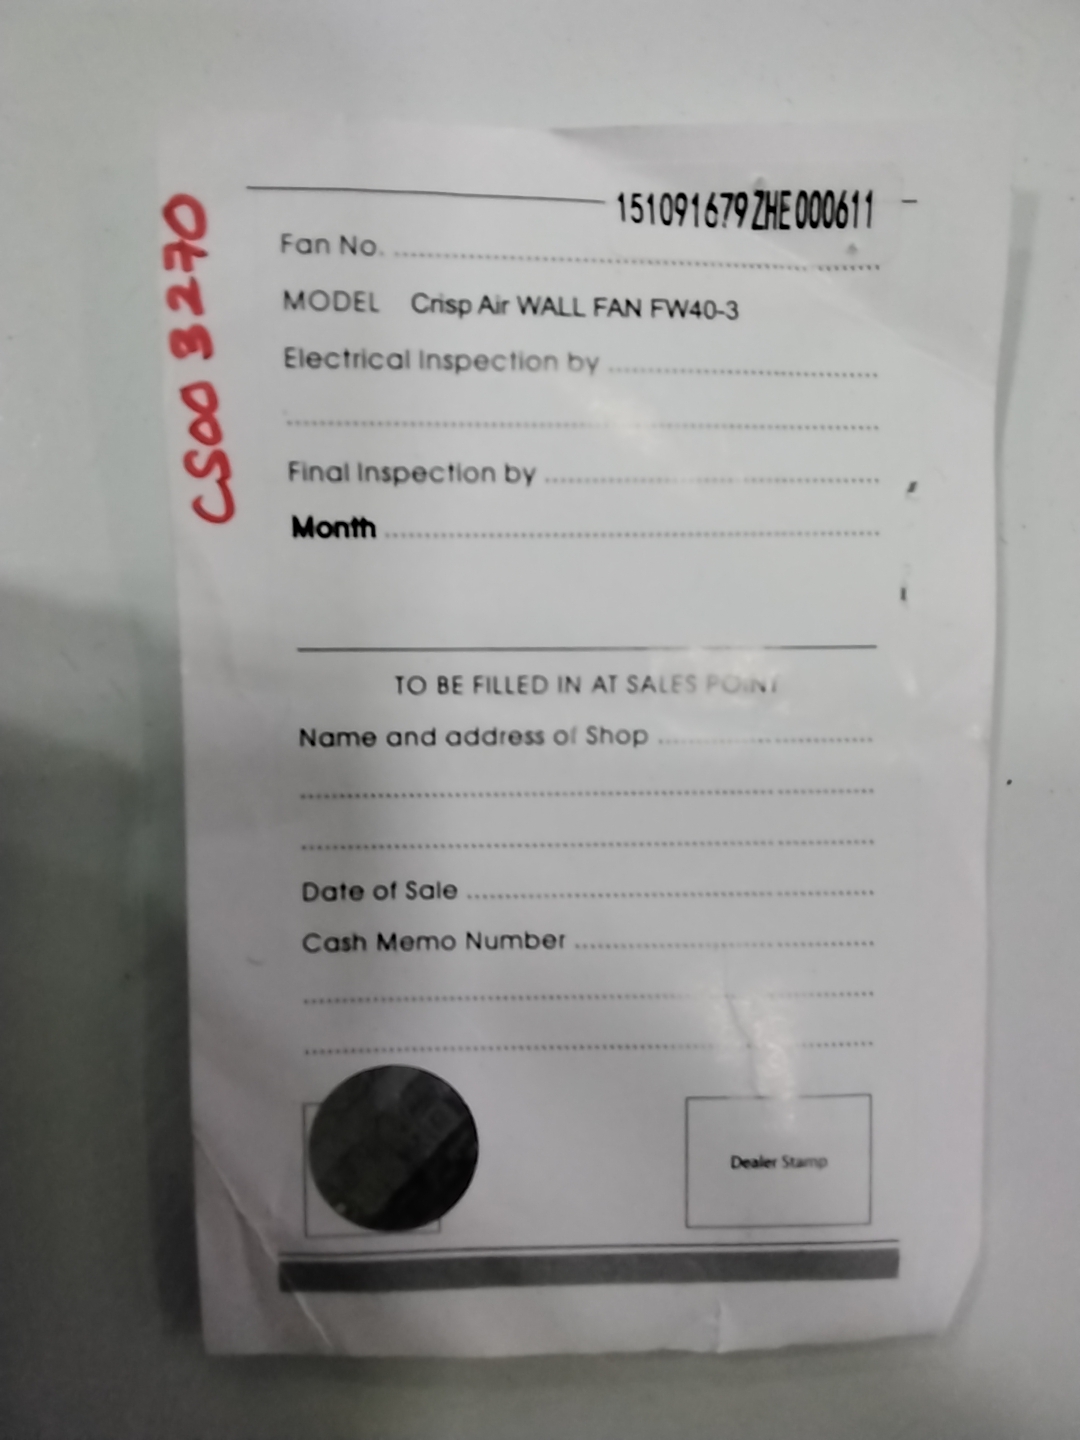 151091679ZHE000611
Fan No. ................................................
MODEL Crisp Air WALL FAN FW40-3
Electrical Inspection by ................................
................................................................
Final Inspection by ................................
Month ................................................
TO BE FILLED IN AT SALES POINT
Name and address of Shop ................................
................................................................
................................................................
Date of Sale ................................................
Cash Memo Number ................................
................................................................
................................................................
Dealer Stamp
CS00 3270